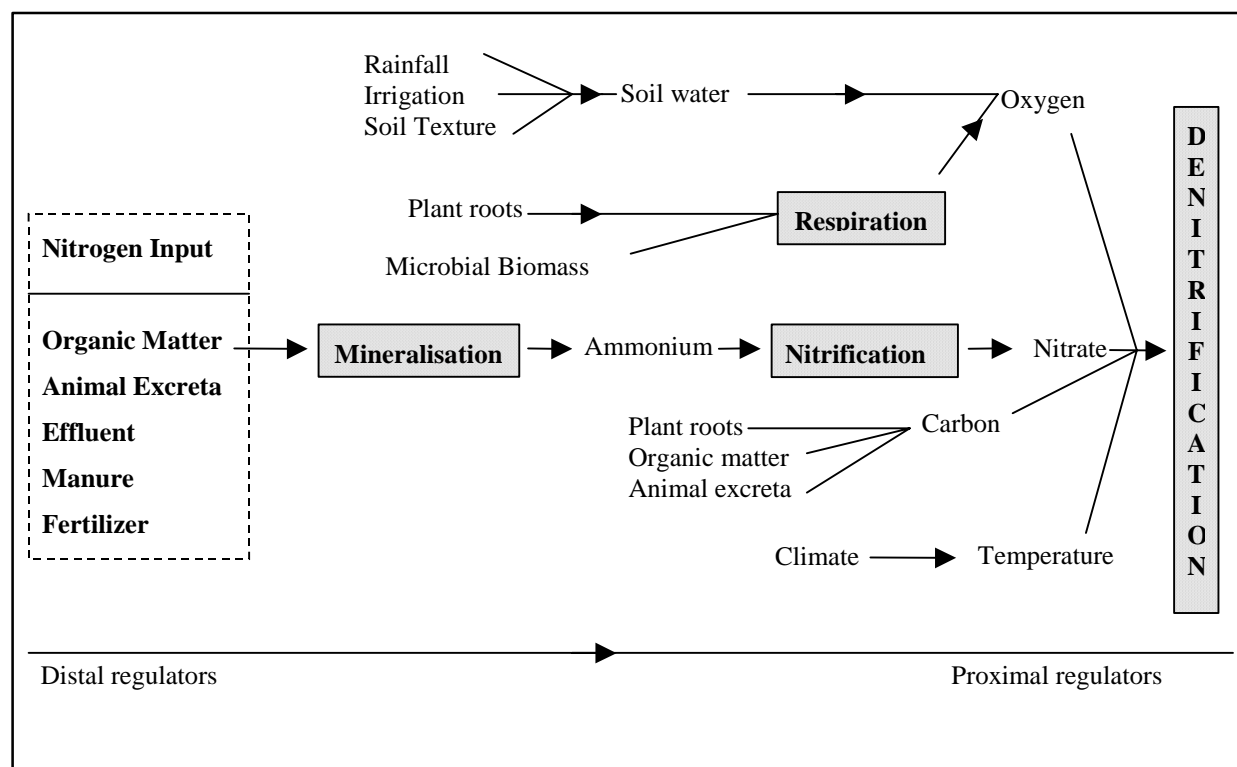 Rainfall
Irrigation
Soil Texture
Soil water
Oxygen
Plant roots
Microbial Biomass
Respiration
Nitrogen Input
Organic Matter
Animal Excreta
Effluent
Manure
Fertilizer
Mineralisation
Ammonium
Nitrification
Nitrate
Plant roots
Organic matter
Animal excreta
Carbon
Climate
Temperature
DENITRIFICATION
Distal regulators
Proximal regulators